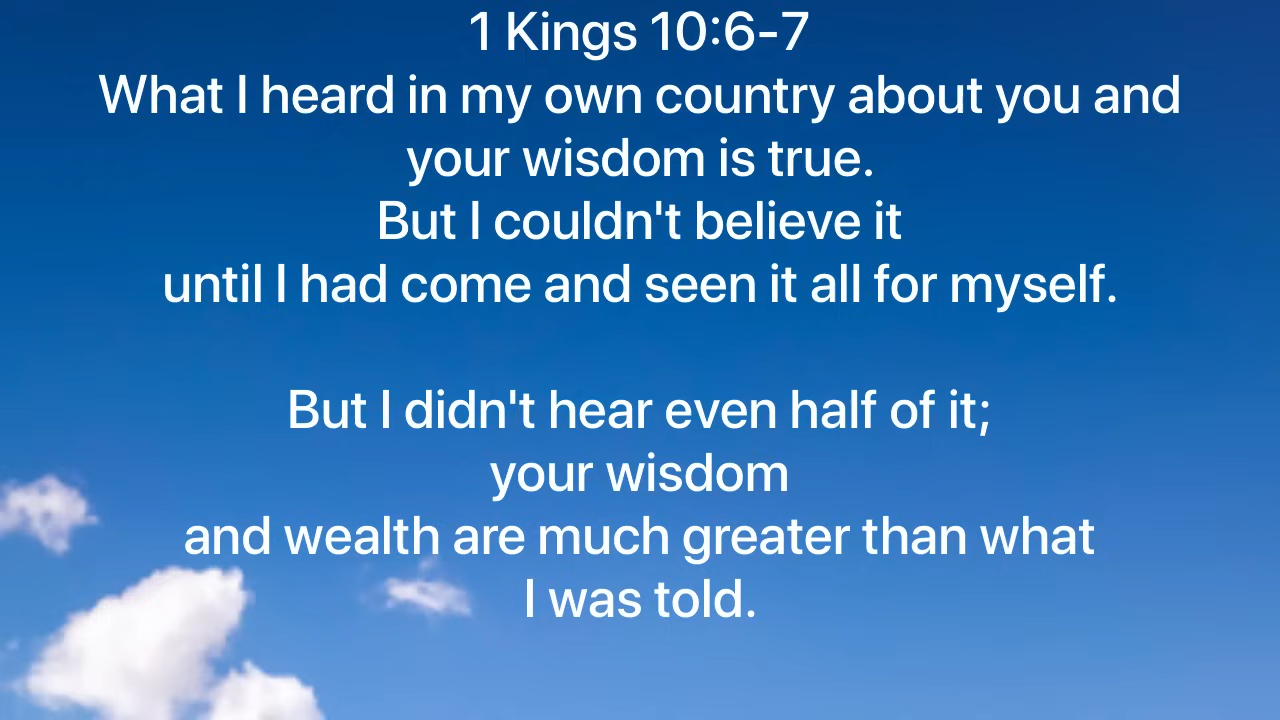 1 Kings 10:6-7
What I heard in my own country about you and
your wisdom is true.
But I couldn't believe it
until I had come and seen it all for myself.
But I didn't hear even half of it;
your wisdom
and wealth are much greater than what
I was told.